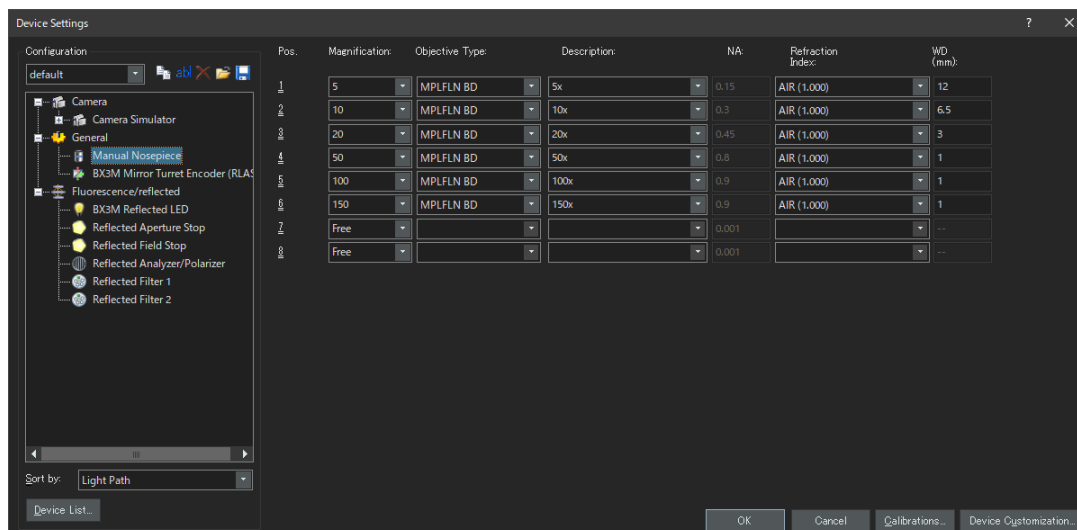 Device Settings ? ×
Configuration
default
abl
Camera
Camera Simulator
General
Manual Nosepiece
BX3M Mirror Turret Encoder (RLAS
Fluorescence/reflected
BX3M Reflected LED
Reflected Aperture Stop
Reflected Field Stop
Reflected Analyzer/Polarizer
Reflected Filter 1
Reflected Filter 2
Sort by: Light Path
Device List...
Pos. Magnification: Objective Type: Description: NA: Refraction Index: WD (mm):
1 5 MPLFLN BD 5x 0.15 AIR (1.000) 12
2 10 MPLFLN BD 10x 0.3 AIR (1.000) 6.5
3 20 MPLFLN BD 20x 0.45 AIR (1.000) 3
4 50 MPLFLN BD 50x 0.8 AIR (1.000) 1
5 100 MPLFLN BD 100x 0.9 AIR (1.000) 1
6 150 MPLFLN BD 150x 0.9 AIR (1.000) 1
7 Free 0.001 --
8 Free 0.001 --
OK Cancel Calibrations... Device Customization...